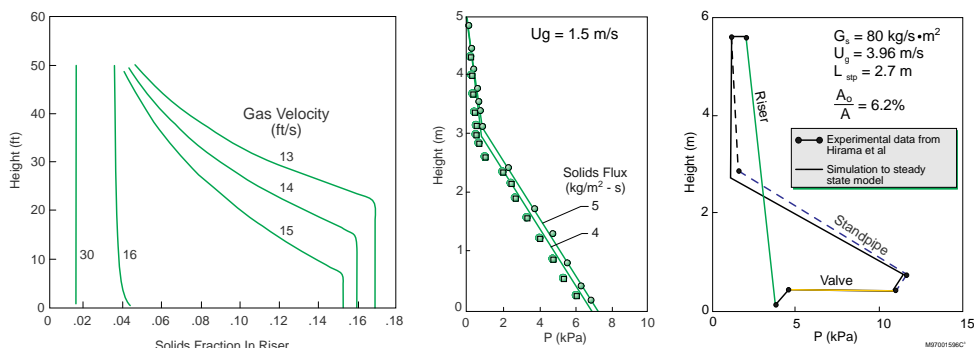 60
50
40
30
20
10
0
Height (ft)
Gas Velocity
(ft/s)
13
14
15
16
30
0
.02
.04
.06
.08
.10
.12
.14
.16
.18
Solids Fraction In Riser
5
4
3
2
1
0
Height (m)
Ug = 1.5 m/s
Solids Flux
(kg/m² - s)
5
4
0
2
4
6
8
10
P (kPa)
6
4
2
0
Height (m)
Gs = 80 kg/s•m²
Ug = 3.96 m/s
L stp = 2.7 m
Ao
A = 6.2%
Riser
Experimental data from
Hirama et al
Simulation to steady
state model
Standpipe
Valve
0
5
10
15
P (kPa)
M97001596C*